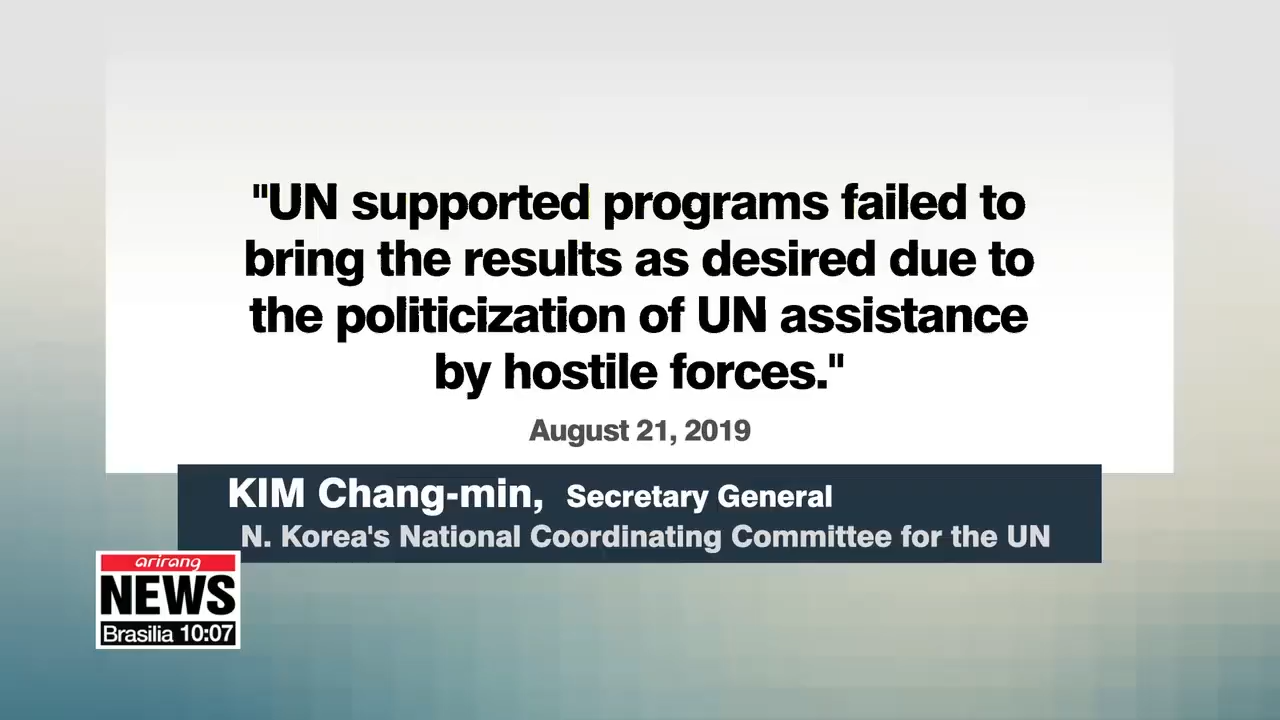 "UN supported programs failed to
bring the results as desired due to
the politicization of UN assistance
by hostile forces."
August 21, 2019
KIM Chang-min, Secretary General
N. Korea's National Coordinating Committee for the UN
arirang
NEWS
Brasilia 10:07